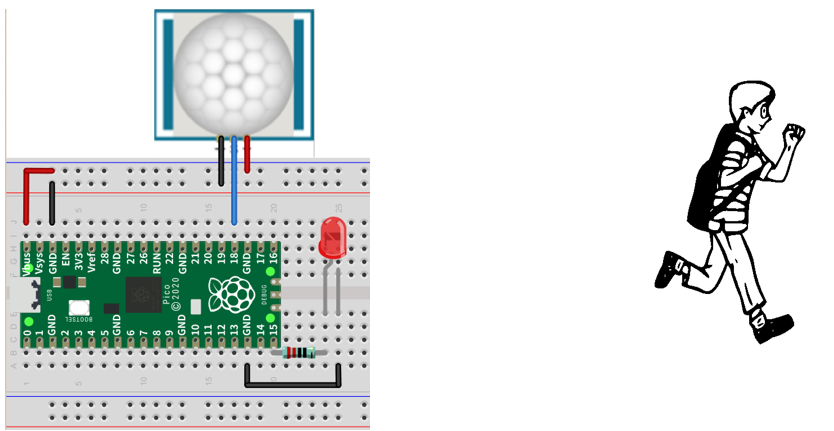 5 10 15 20 25
J
I
H
G
F
Vbus Vsys GND EN 3V3 Vref 28 GND 27 26 RUN 22 GND 21 20 19 18 GND 17 16
USB
BOOTSEL
Pico
©2020
DEBUG
0 1 GND 2 3 4 5 GND 6 7 8 9 GND 10 11 12 13 GND 14 15
E
D
C
B
A
1 5 10 15 20